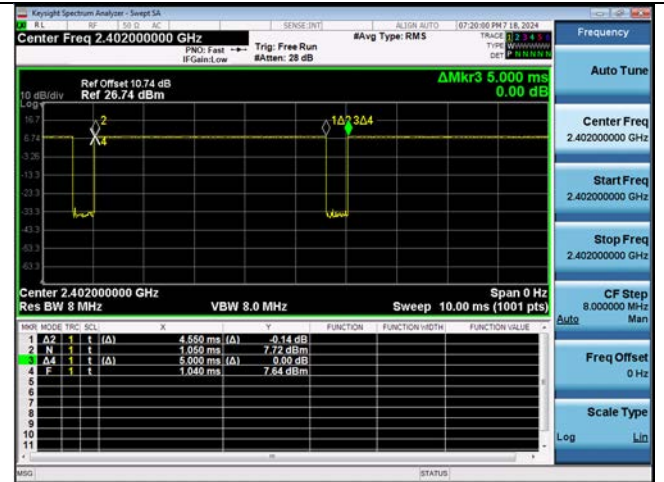 Keysight Spectrum Analyzer - Swept SA
RL RF 50 Ω AC SENSE:INT ALIGN AUTO 07:20:00 PM 7 18, 2024
Center Freq 2.402000000 GHz
PNO: Fast
IFGain:Low
Trig: Free Run
#Atten: 28 dB
#Avg Type: RMS
TRACE 1 2 3 4 5 6
TYPE WWWWWW
DET P N N N N N
Ref Offset 10.74 dB
Ref 26.74 dBm
10 dB/div
Log
ΔMkr3 5.000 ms
0.00 dB
16.7
6.74
-3.26
-13.3
-23.3
-33.3
-43.3
-53.3
-63.3
2
4
1Δ2 3Δ4
Center 2.402000000 GHz Span 0 Hz
Res BW 8 MHz VBW 8.0 MHz Sweep 10.00 ms (1001 pts)
MKR MODE TRC SCL X Y FUNCTION FUNCTION WIDTH FUNCTION VALUE
1 Δ2 1 t (Δ) 4.550 ms (Δ) -0.14 dB
2 N 1 t 1.050 ms 7.72 dBm
3 Δ4 1 t (Δ) 5.000 ms (Δ) 0.00 dB
4 F 1 t 1.040 ms 7.64 dBm
5
6
7
8
9
10
11
MSG STATUS
Frequency
Auto Tune
Center Freq
2.402000000 GHz
Start Freq
2.402000000 GHz
Stop Freq
2.402000000 GHz
CF Step
8.000000 MHz
Auto Man
Freq Offset
0 Hz
Scale Type
Log Lin